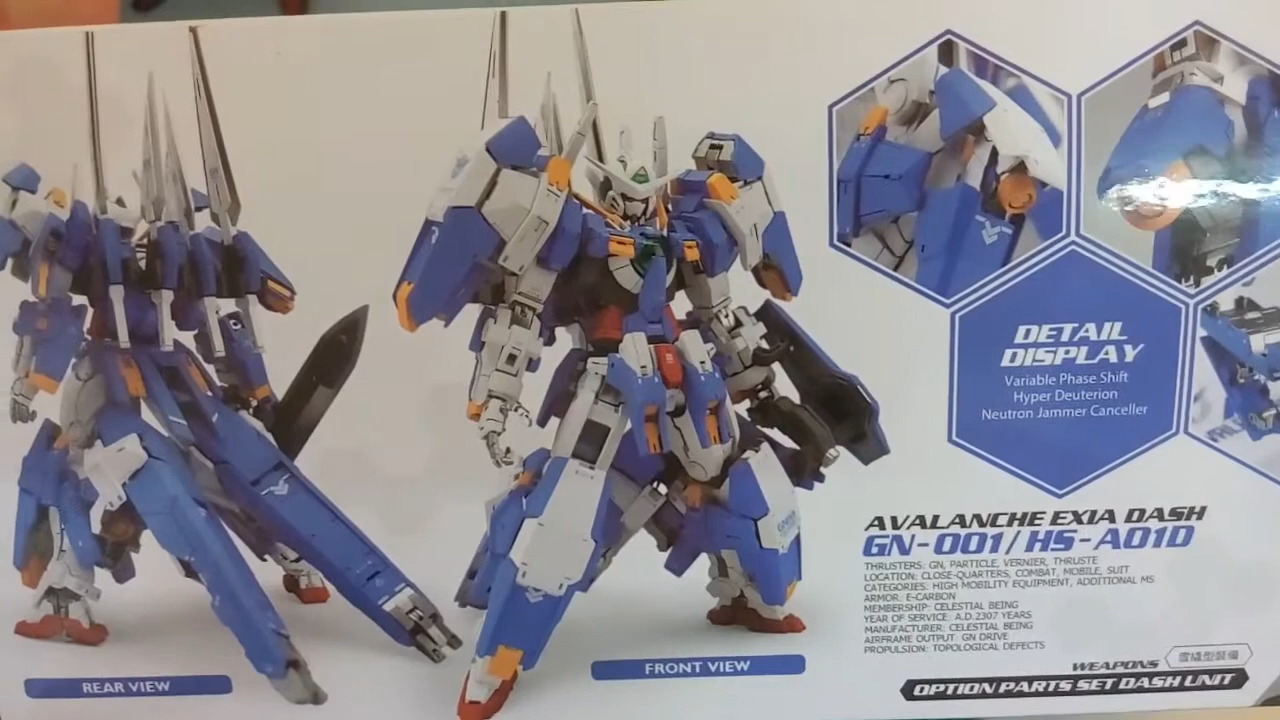 DETAIL
DISPLAY
Variable Phase Shift
Hyper Deuterion
Neutron Jammer Canceller
AVALANCHE EXIA DASH
GN-001/HS-A01D
THRUSTERS: GN, PARTICLE, VERNIER, THRUSTE
LOCATION: CLOSE-QUARTERS, COMBAT, MOBILE, SUIT
CATEGORIES: HIGH MOBILITY EQUIPMENT, ADDITIONAL MS
ARMOR: E-CARBON
MEMBERSHIP: CELESTIAL BEING
YEAR OF SERVICE: A.D.2307 YEARS
MANUFACTURER: CELESTIAL BEING
AIRFRAME OUTPUT: GN DRIVE
PROPULSION: TOPOLOGICAL DEFECTS
WEAPONS
OPTION PARTS SET DASH UNIT
REAR VIEW
FRONT VIEW